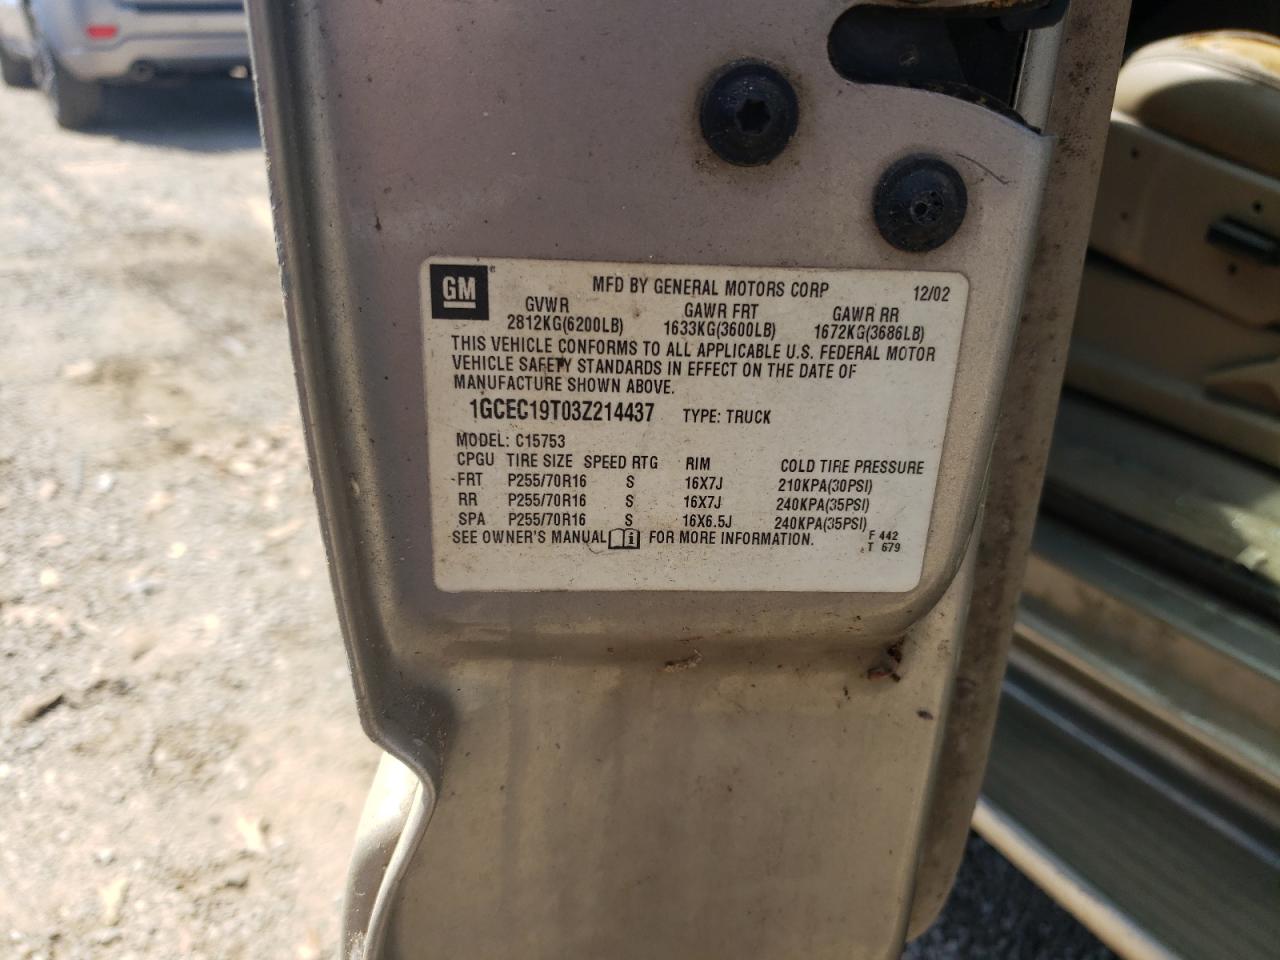 GM
MFD BY GENERAL MOTORS CORP 12/02
GVWR GAWR FRT GAWR RR
2812KG(6200LB) 1633KG(3600LB) 1672KG(3686LB)
THIS VEHICLE CONFORMS TO ALL APPLICABLE U.S. FEDERAL MOTOR
VEHICLE SAFETY STANDARDS IN EFFECT ON THE DATE OF
MANUFACTURE SHOWN ABOVE.
1GCEC19T03Z214437 TYPE: TRUCK
MODEL: C15753
CPGU TIRE SIZE SPEED RTG RIM COLD TIRE PRESSURE
FRT P255/70R16 S 16X7J 210KPA(30PSI)
RR P255/70R16 S 16X7J 240KPA(35PSI)
SPA P255/70R16 S 16X6.5J 240KPA(35PSI)
SEE OWNER'S MANUAL FOR MORE INFORMATION. F 442
T 679